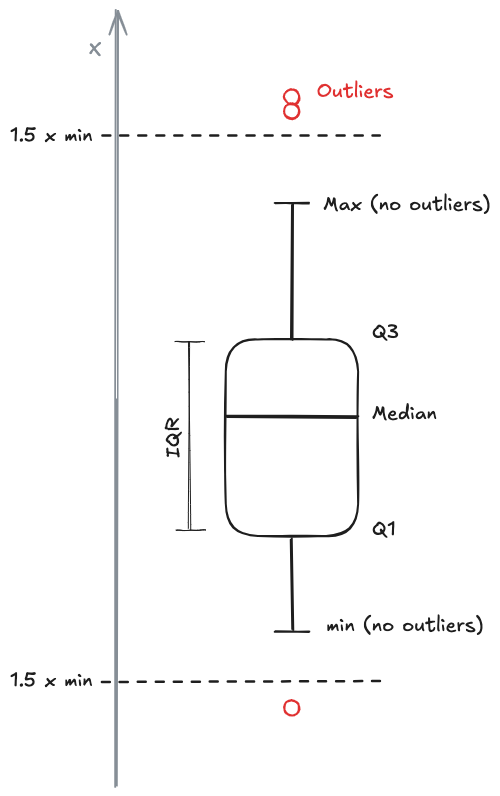 x
Outliers
1.5 x min
Max (no outliers)
Q3
IQR
Median
Q1
min (no outliers)
1.5 x min